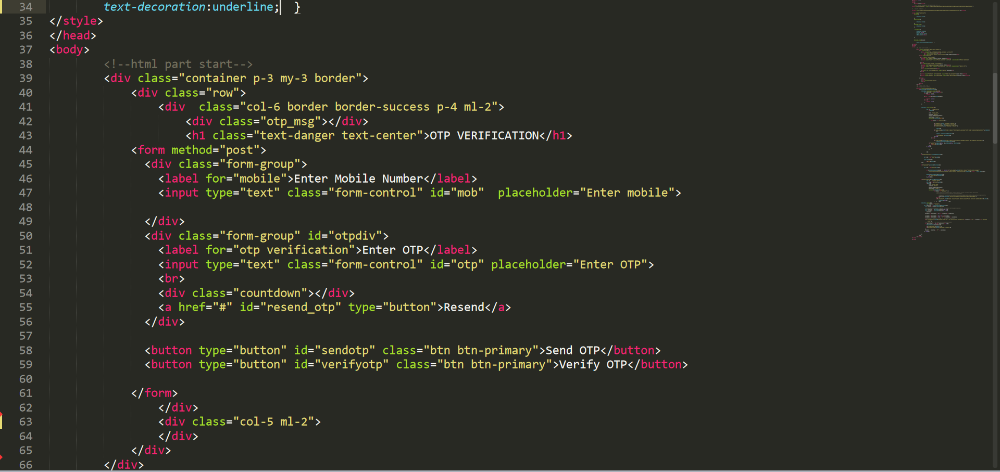 34 text-decoration:underline; }
35 </style>
36 </head>
37 <body>
38 <!--html part start-->
39 <div class="container p-3 my-3 border">
40 <div class="row">
41 <div  class="col-6 border border-success p-4 ml-2">
42 <div class="otp_msg"></div>
43 <h1 class="text-danger text-center">OTP VERIFICATION</h1>
44 <form method="post">
45 <div class="form-group">
46 <label for="mobile">Enter Mobile Number</label>
47 <input type="text" class="form-control" id="mob"  placeholder="Enter mobile">
48
49 </div>
50 <div class="form-group" id="otpdiv">
51 <label for="otp verification">Enter OTP</label>
52 <input type="text" class="form-control" id="otp" placeholder="Enter OTP">
53 <br>
54 <div class="countdown"></div>
55 <a href="#" id="resend_otp" type="button">Resend</a>
56 </div>
57
58 <button type="button" id="sendotp" class="btn btn-primary">Send OTP</button>
59 <button type="button" id="verifyotp" class="btn btn-primary">Verify OTP</button>
60
61 </form>
62 </div>
63 <div class="col-5 ml-2">
64 </div>
65 </div>
66 </div>